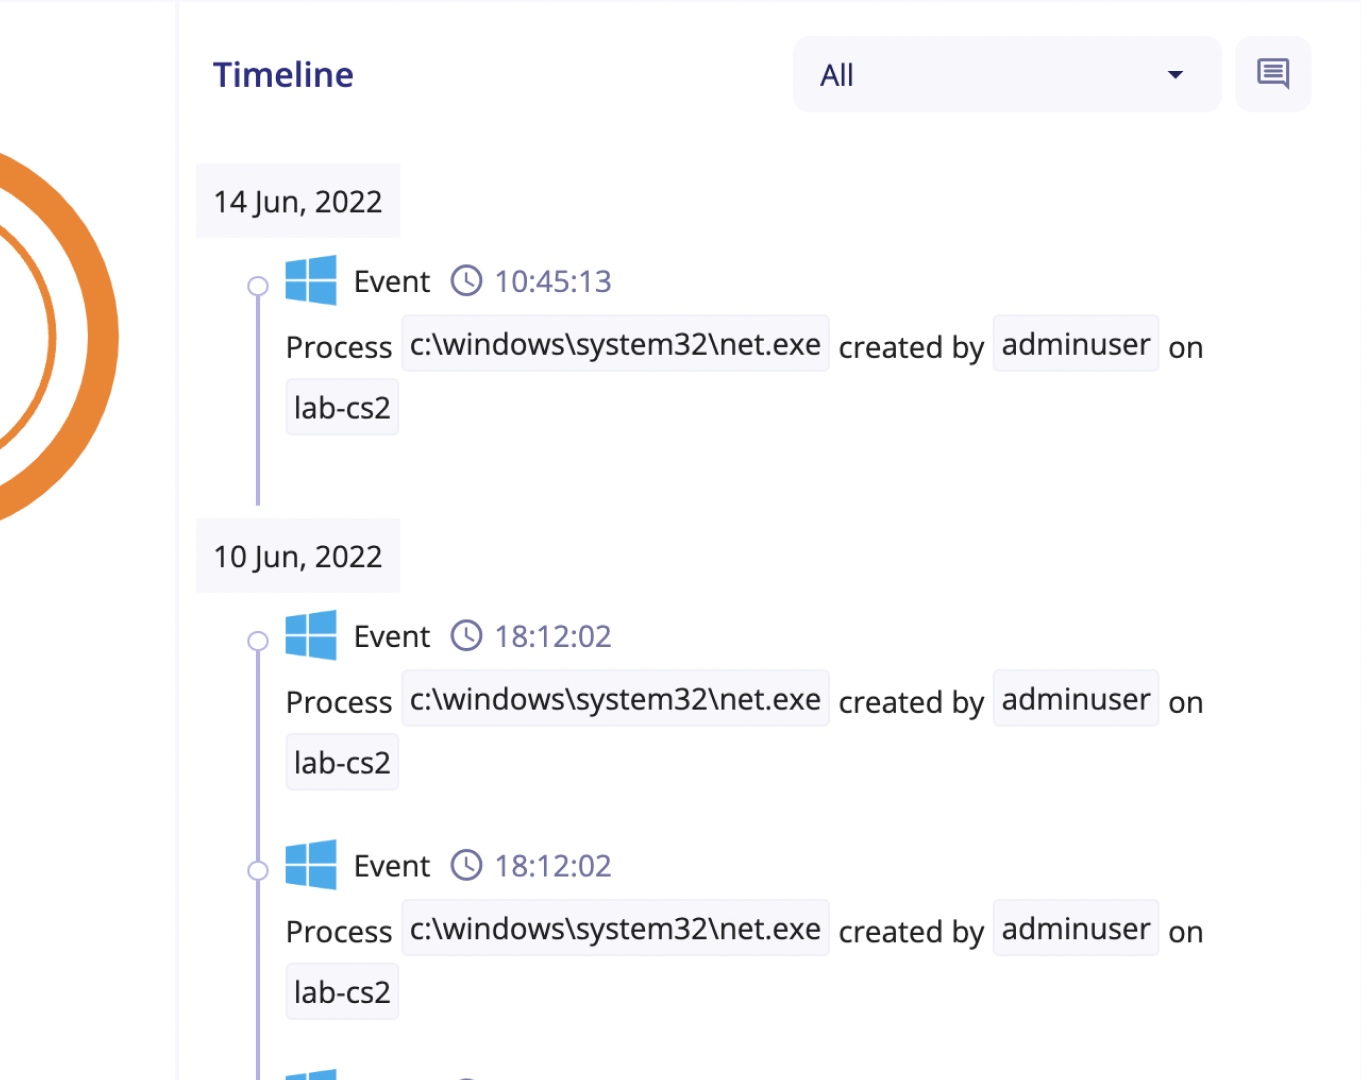 Timeline
All
14 Jun, 2022
Event 10:45:13
Process c:\windows\system32\net.exe created by adminuser on
lab-cs2
10 Jun, 2022
Event 18:12:02
Process c:\windows\system32\net.exe created by adminuser on
lab-cs2
Event 18:12:02
Process c:\windows\system32\net.exe created by adminuser on
lab-cs2